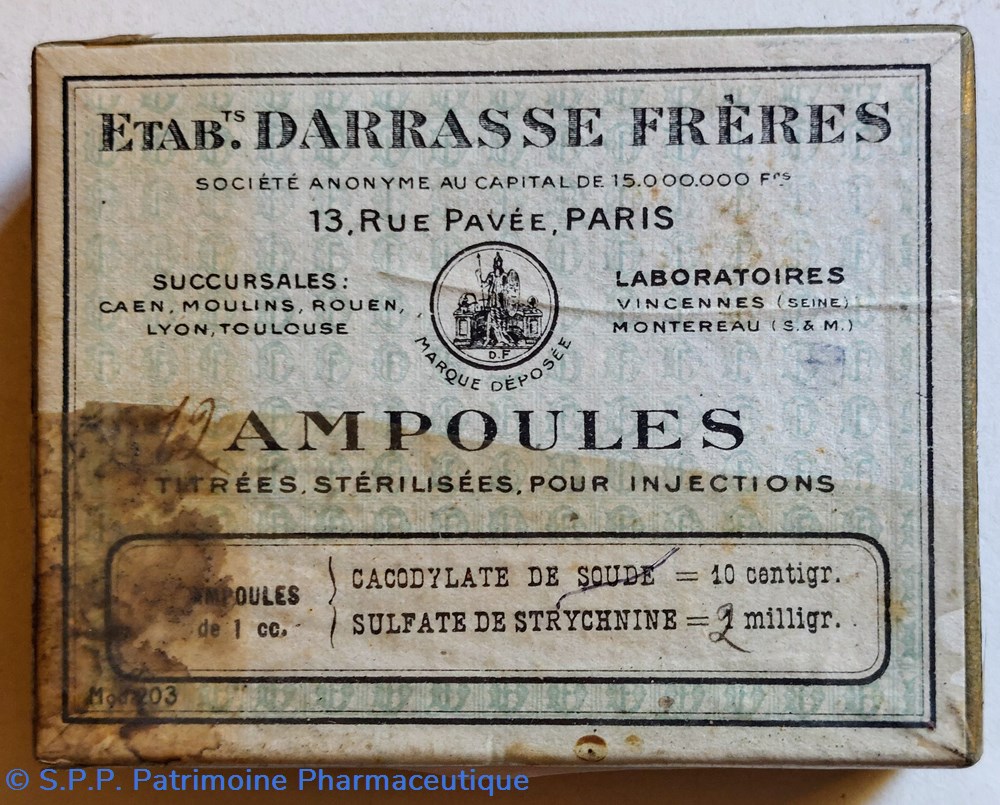 ETABTS. DARRASSE FRÈRES
SOCIÉTÉ ANONYME AU CAPITAL DE 15.000.000 Frs
13, RUE PAVÉE, PARIS
SUCCURSALES:
CAEN, MOULINS, ROUEN,
LYON, TOULOUSE
D.F
MARQUE DÉPOSÉE
LABORATOIRES
VINCENNES (SEINE)
MONTEREAU (S. & M.)
12
AMPOULES
TITRÉES, STÉRILISÉES, POUR INJECTIONS
AMPOULES
de 1 cc.
CACODYLATE DE SOUDE = 10 centigr.
SULFATE DE STRYCHNINE = 2 milligr.
203
© S.P.P. Patrimoine Pharmaceutique